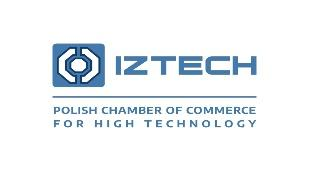 IZTECH
POLISH CHAMBER OF COMMERCE
FOR HIGH TECHNOLOGY